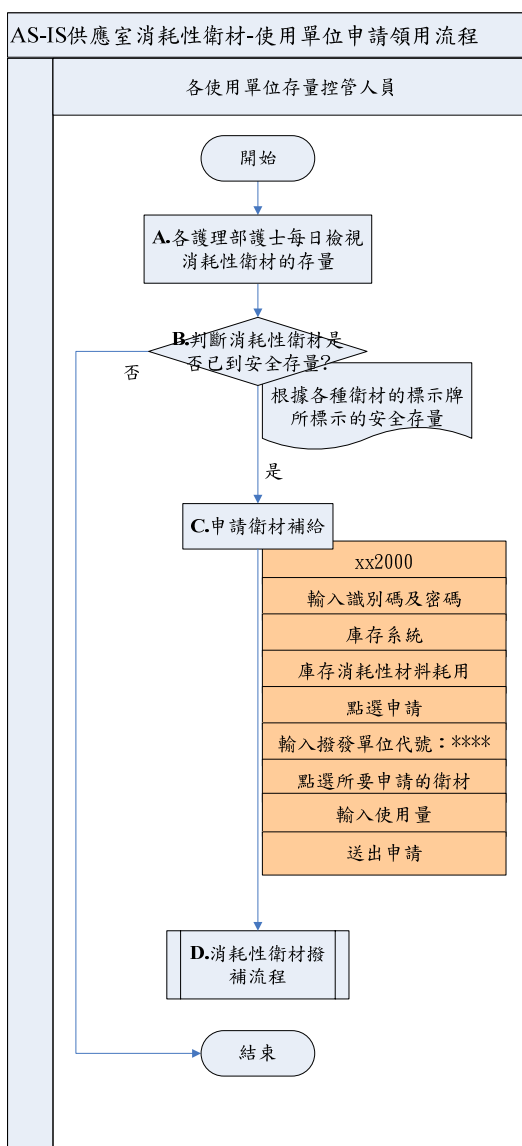 AS-IS供應室消耗性衛材-使用單位申請領用流程
各使用單位存量控管人員
開始
A.各護理部護士每日檢視
消耗性衛材的存量
B.判斷消耗性衛材是
否已到安全存量?
否
根據各種衛材的標示牌
所標示的安全存量
是
C.申請衛材補給
xx2000
輸入識別碼及密碼
庫存系統
庫存消耗性材料耗用
點選申請
輸入撥發單位代號：****
點選所要申請的衛材
輸入使用量
送出申請
D.消耗性衛材撥
補流程
結束